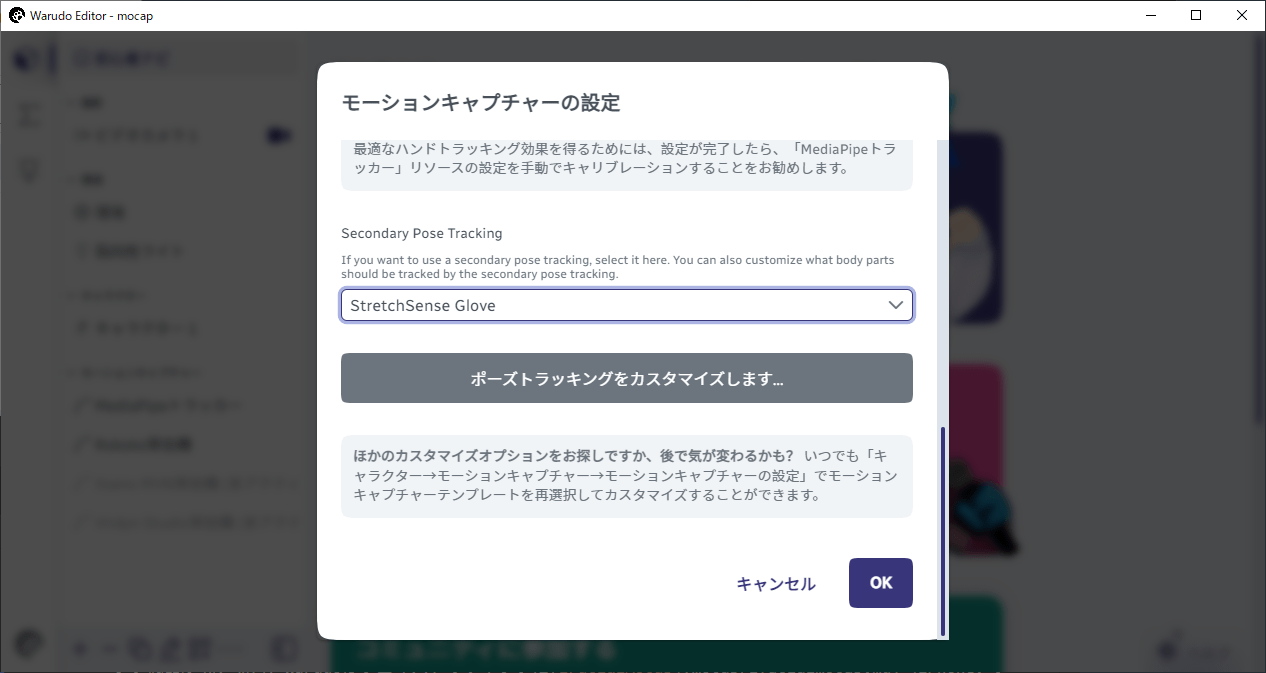 Warudo Editor - mocap
モーションキャプチャーの設定
最適なハンドトラッキング効果を得るためには、設定が完了したら、「MediaPipeトラ
ッカー」リソースの設定を手動でキャリブレーションすることをお勧めします。
Secondary Pose Tracking
If you want to use a secondary pose tracking, select it here. You can also customize what body parts
should be tracked by the secondary pose tracking.
StretchSense Glove
ポーズトラッキングをカスタマイズします...
ほかのカスタマイズオプションをお探しですか、後で気が変わるかも？ いつでも「キ
ャラクター→モーションキャプチャー→モーションキャプチャーの設定」でモーション
キャプチャーテンプレートを再選択してカスタマイズすることができます。
キャンセル
OK
コミュニティに参加する